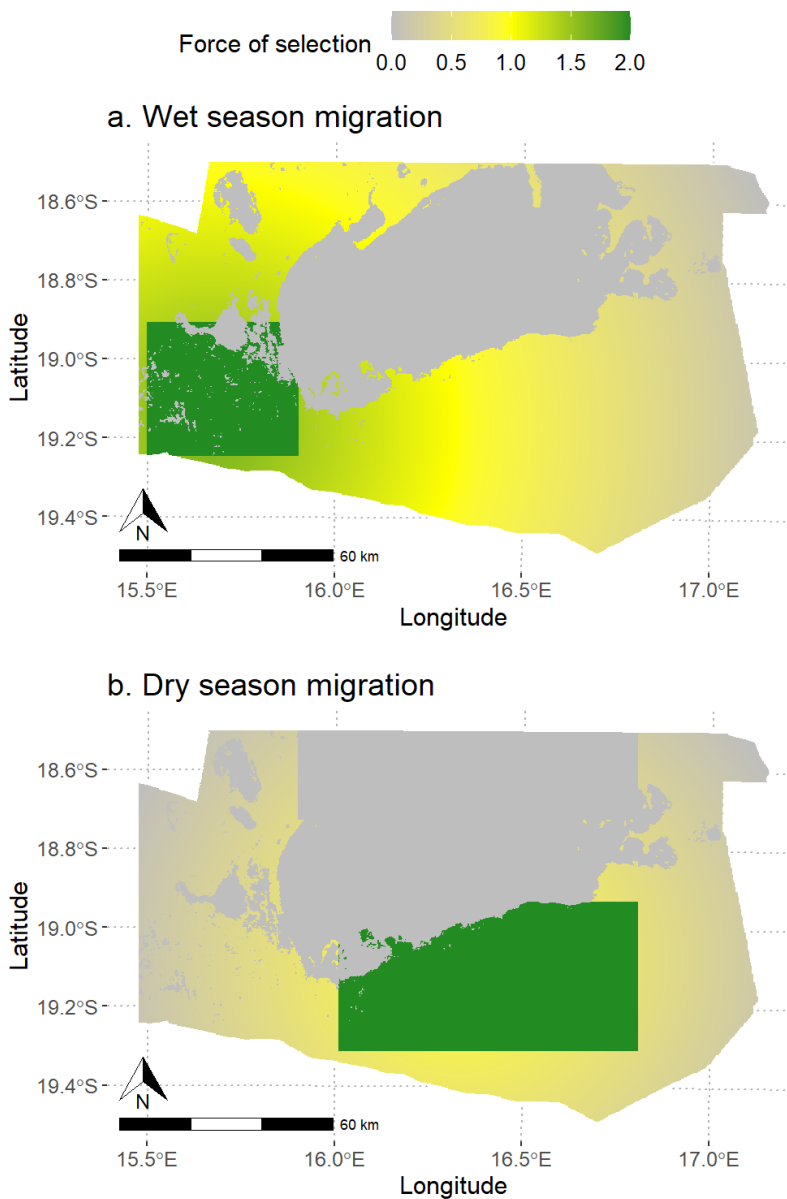 Force of selection
0.0 0.5 1.0 1.5 2.0
a. Wet season migration
18.6°S
18.8°S
19.0°S
19.2°S
19.4°S
Latitude
N
60 km
15.5°E 16.0°E 16.5°E 17.0°E
Longitude
b. Dry season migration
18.6°S
18.8°S
19.0°S
19.2°S
19.4°S
Latitude
N
60 km
15.5°E 16.0°E 16.5°E 17.0°E
Longitude